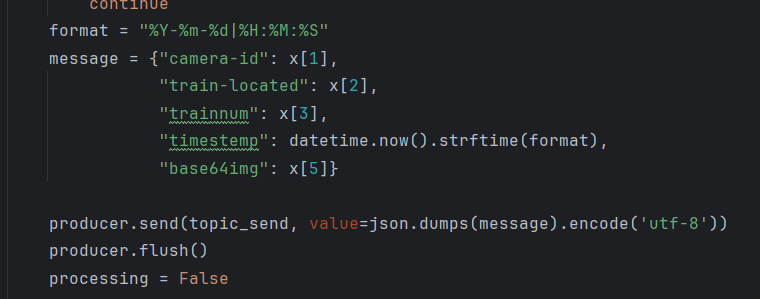 continue
format = "%Y-%m-%d|%H:%M:%S"
message = {"camera-id": x[1],
"train-located": x[2],
"trainnum": x[3],
"timestemp": datetime.now().strftime(format),
"base64img": x[5]}
producer.send(topic_send, value=json.dumps(message).encode('utf-8'))
producer.flush()
processing = False